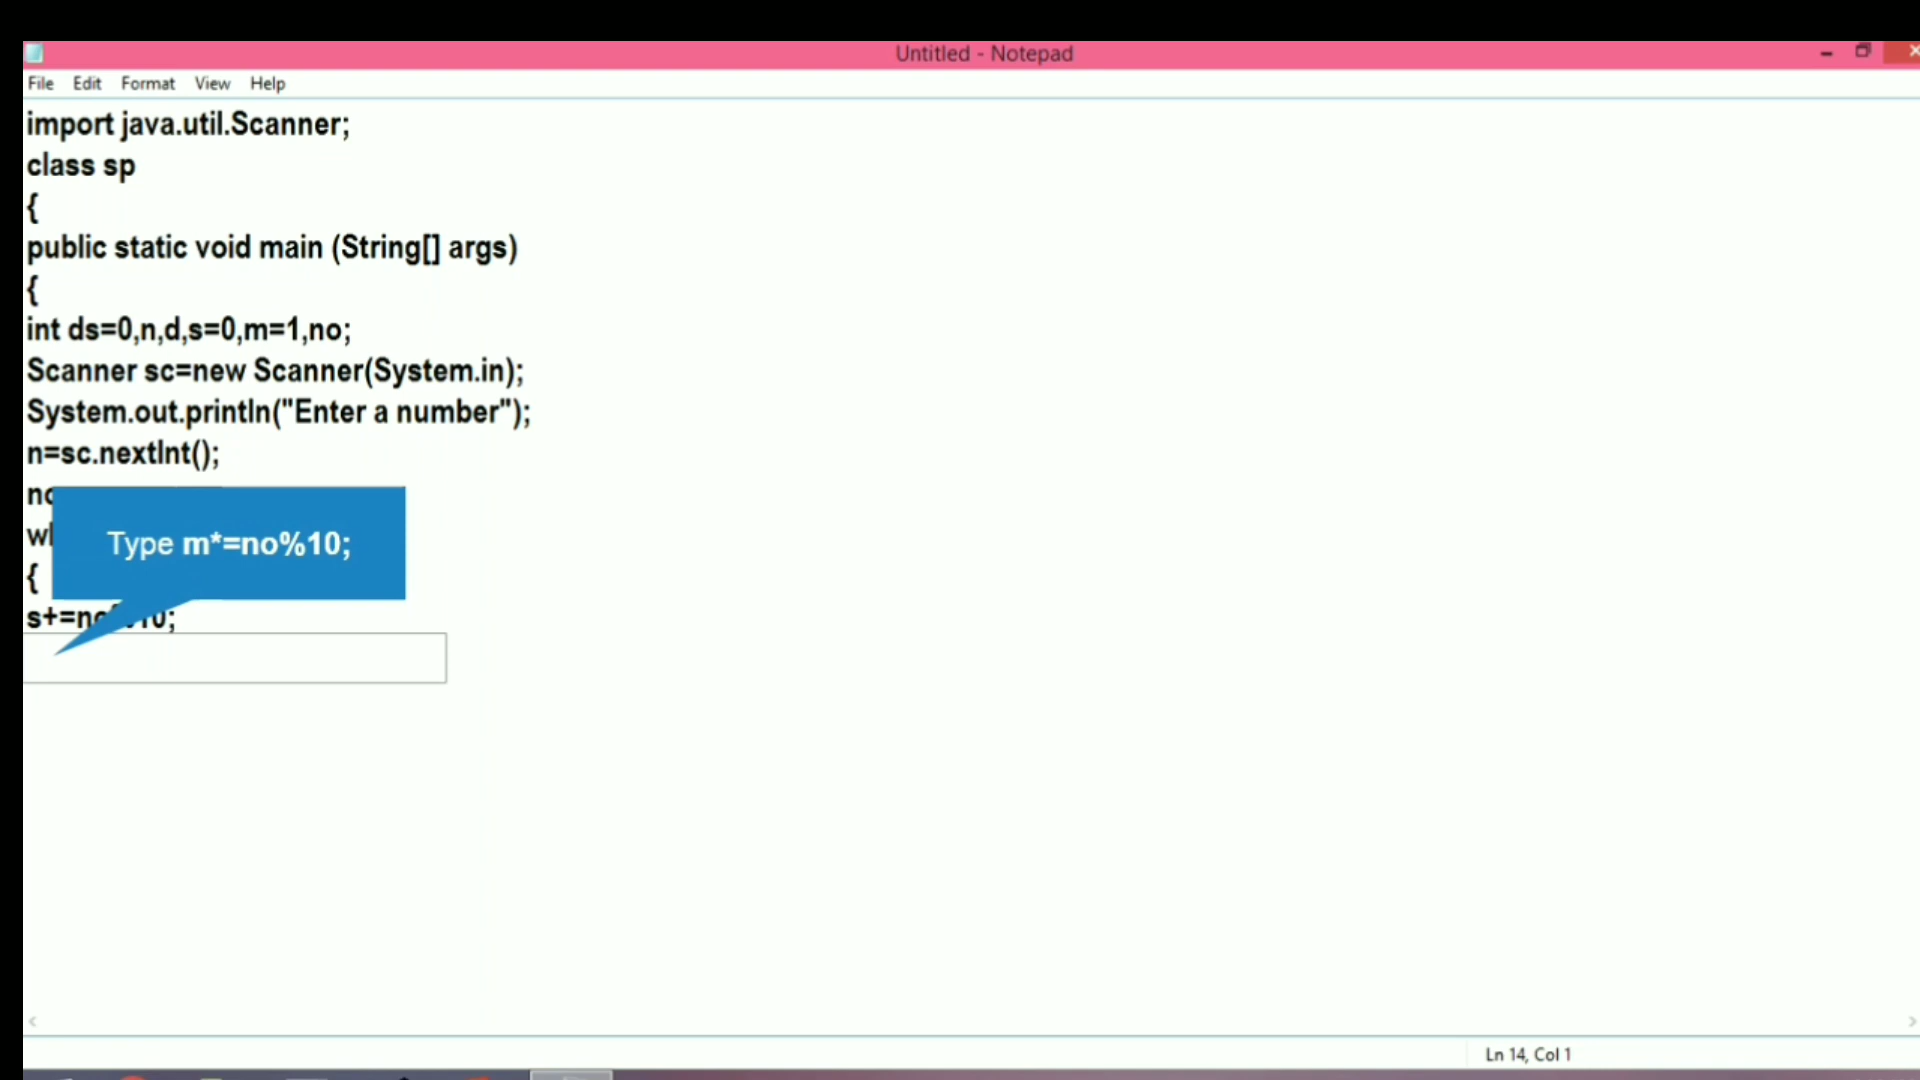 Untitled - Notepad
File Edit Format View Help
import java.util.Scanner;
class sp
{
public static void main (String[] args)
{
int ds=0,n,d,s=0,m=1,no;
Scanner sc=new Scanner(System.in);
System.out.println("Enter a number");
n=sc.nextInt();
Type m*=no%10;
{
s+=no%10;
Ln 14, Col 1